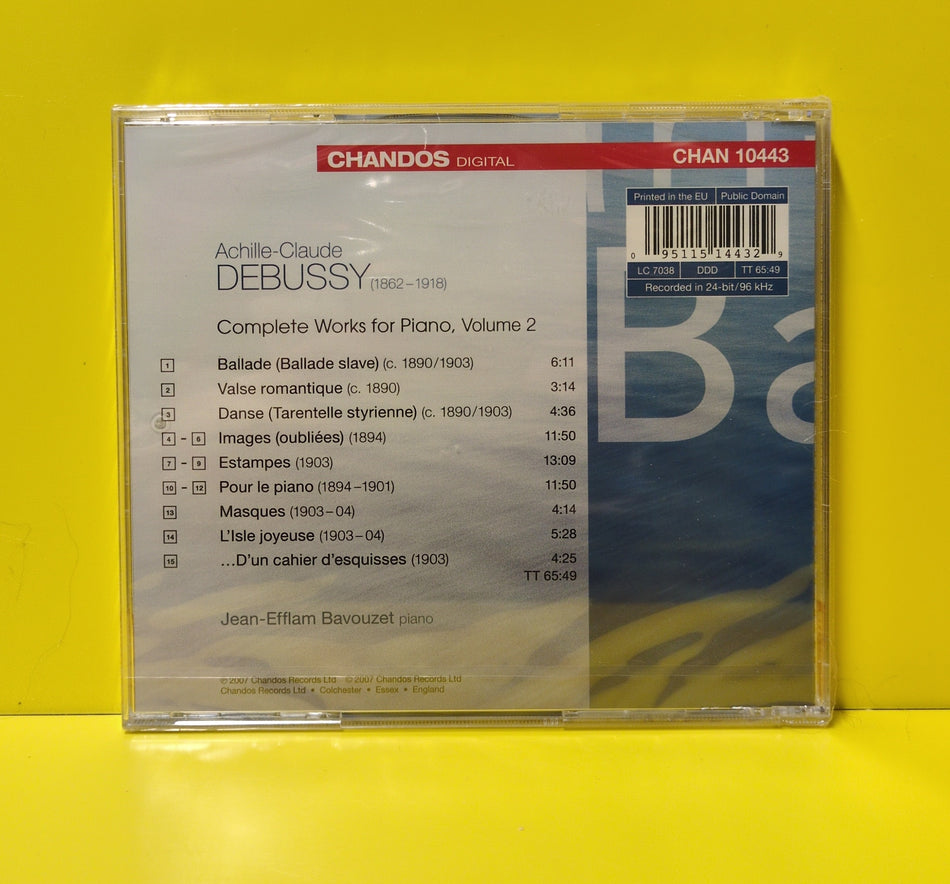 CHANDOS DIGITAL CHAN 10443
Printed in the EU Public Domain
0 95115 14432 9
LC 7038 DDD TT 65:49
Recorded in 24-bit/96 kHz
Achille-Claude
DEBUSSY (1862–1918)
Complete Works for Piano, Volume 2
1 Ballade (Ballade slave) (c. 1890/1903) 6:11
2 Valse romantique (c. 1890) 3:14
3 Danse (Tarentelle styrienne) (c. 1890/1903) 4:36
4 - 6 Images (oubliées) (1894) 11:50
7 - 9 Estampes (1903) 13:09
10 - 12 Pour le piano (1894–1901) 11:50
13 Masques (1903–04) 4:14
14 L'Isle joyeuse (1903–04) 5:28
15 ...D'un cahier d'esquisses (1903) 4:25
TT 65:49
Jean-Efflam Bavouzet piano
℗ 2007 Chandos Records Ltd © 2007 Chandos Records Ltd
Chandos Records Ltd • Colchester • Essex • England
Ba